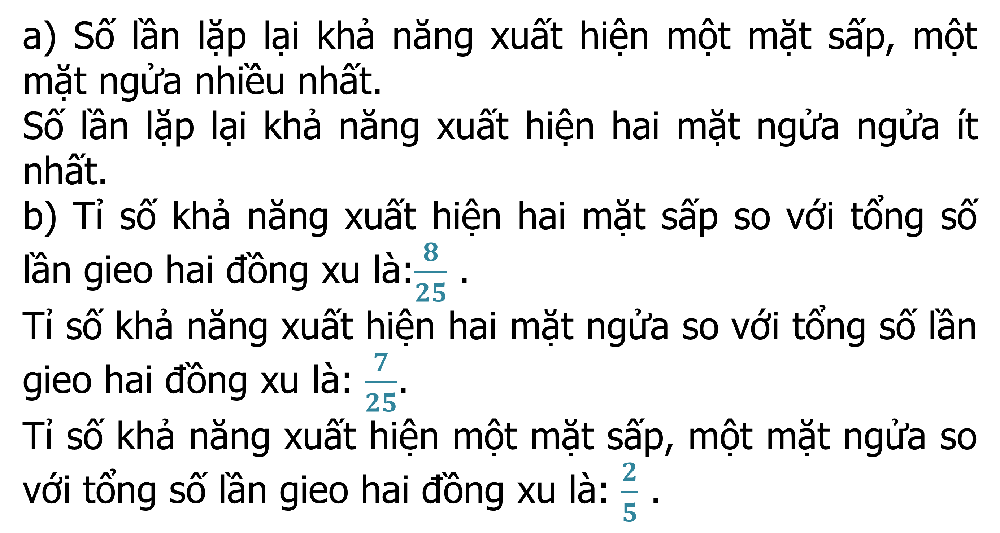 a) Số lần lặp lại khả năng xuất hiện một mặt sấp, một
mặt ngửa nhiều nhất.
Số lần lặp lại khả năng xuất hiện hai mặt ngửa ngửa ít
nhất.
b) Tỉ số khả năng xuất hiện hai mặt sấp so với tổng số
lần gieo hai đồng xu là: 8/25 .
Tỉ số khả năng xuất hiện hai mặt ngửa so với tổng số lần
gieo hai đồng xu là: 7/25.
Tỉ số khả năng xuất hiện một mặt sấp, một mặt ngửa so
với tổng số lần gieo hai đồng xu là: 2/5 .